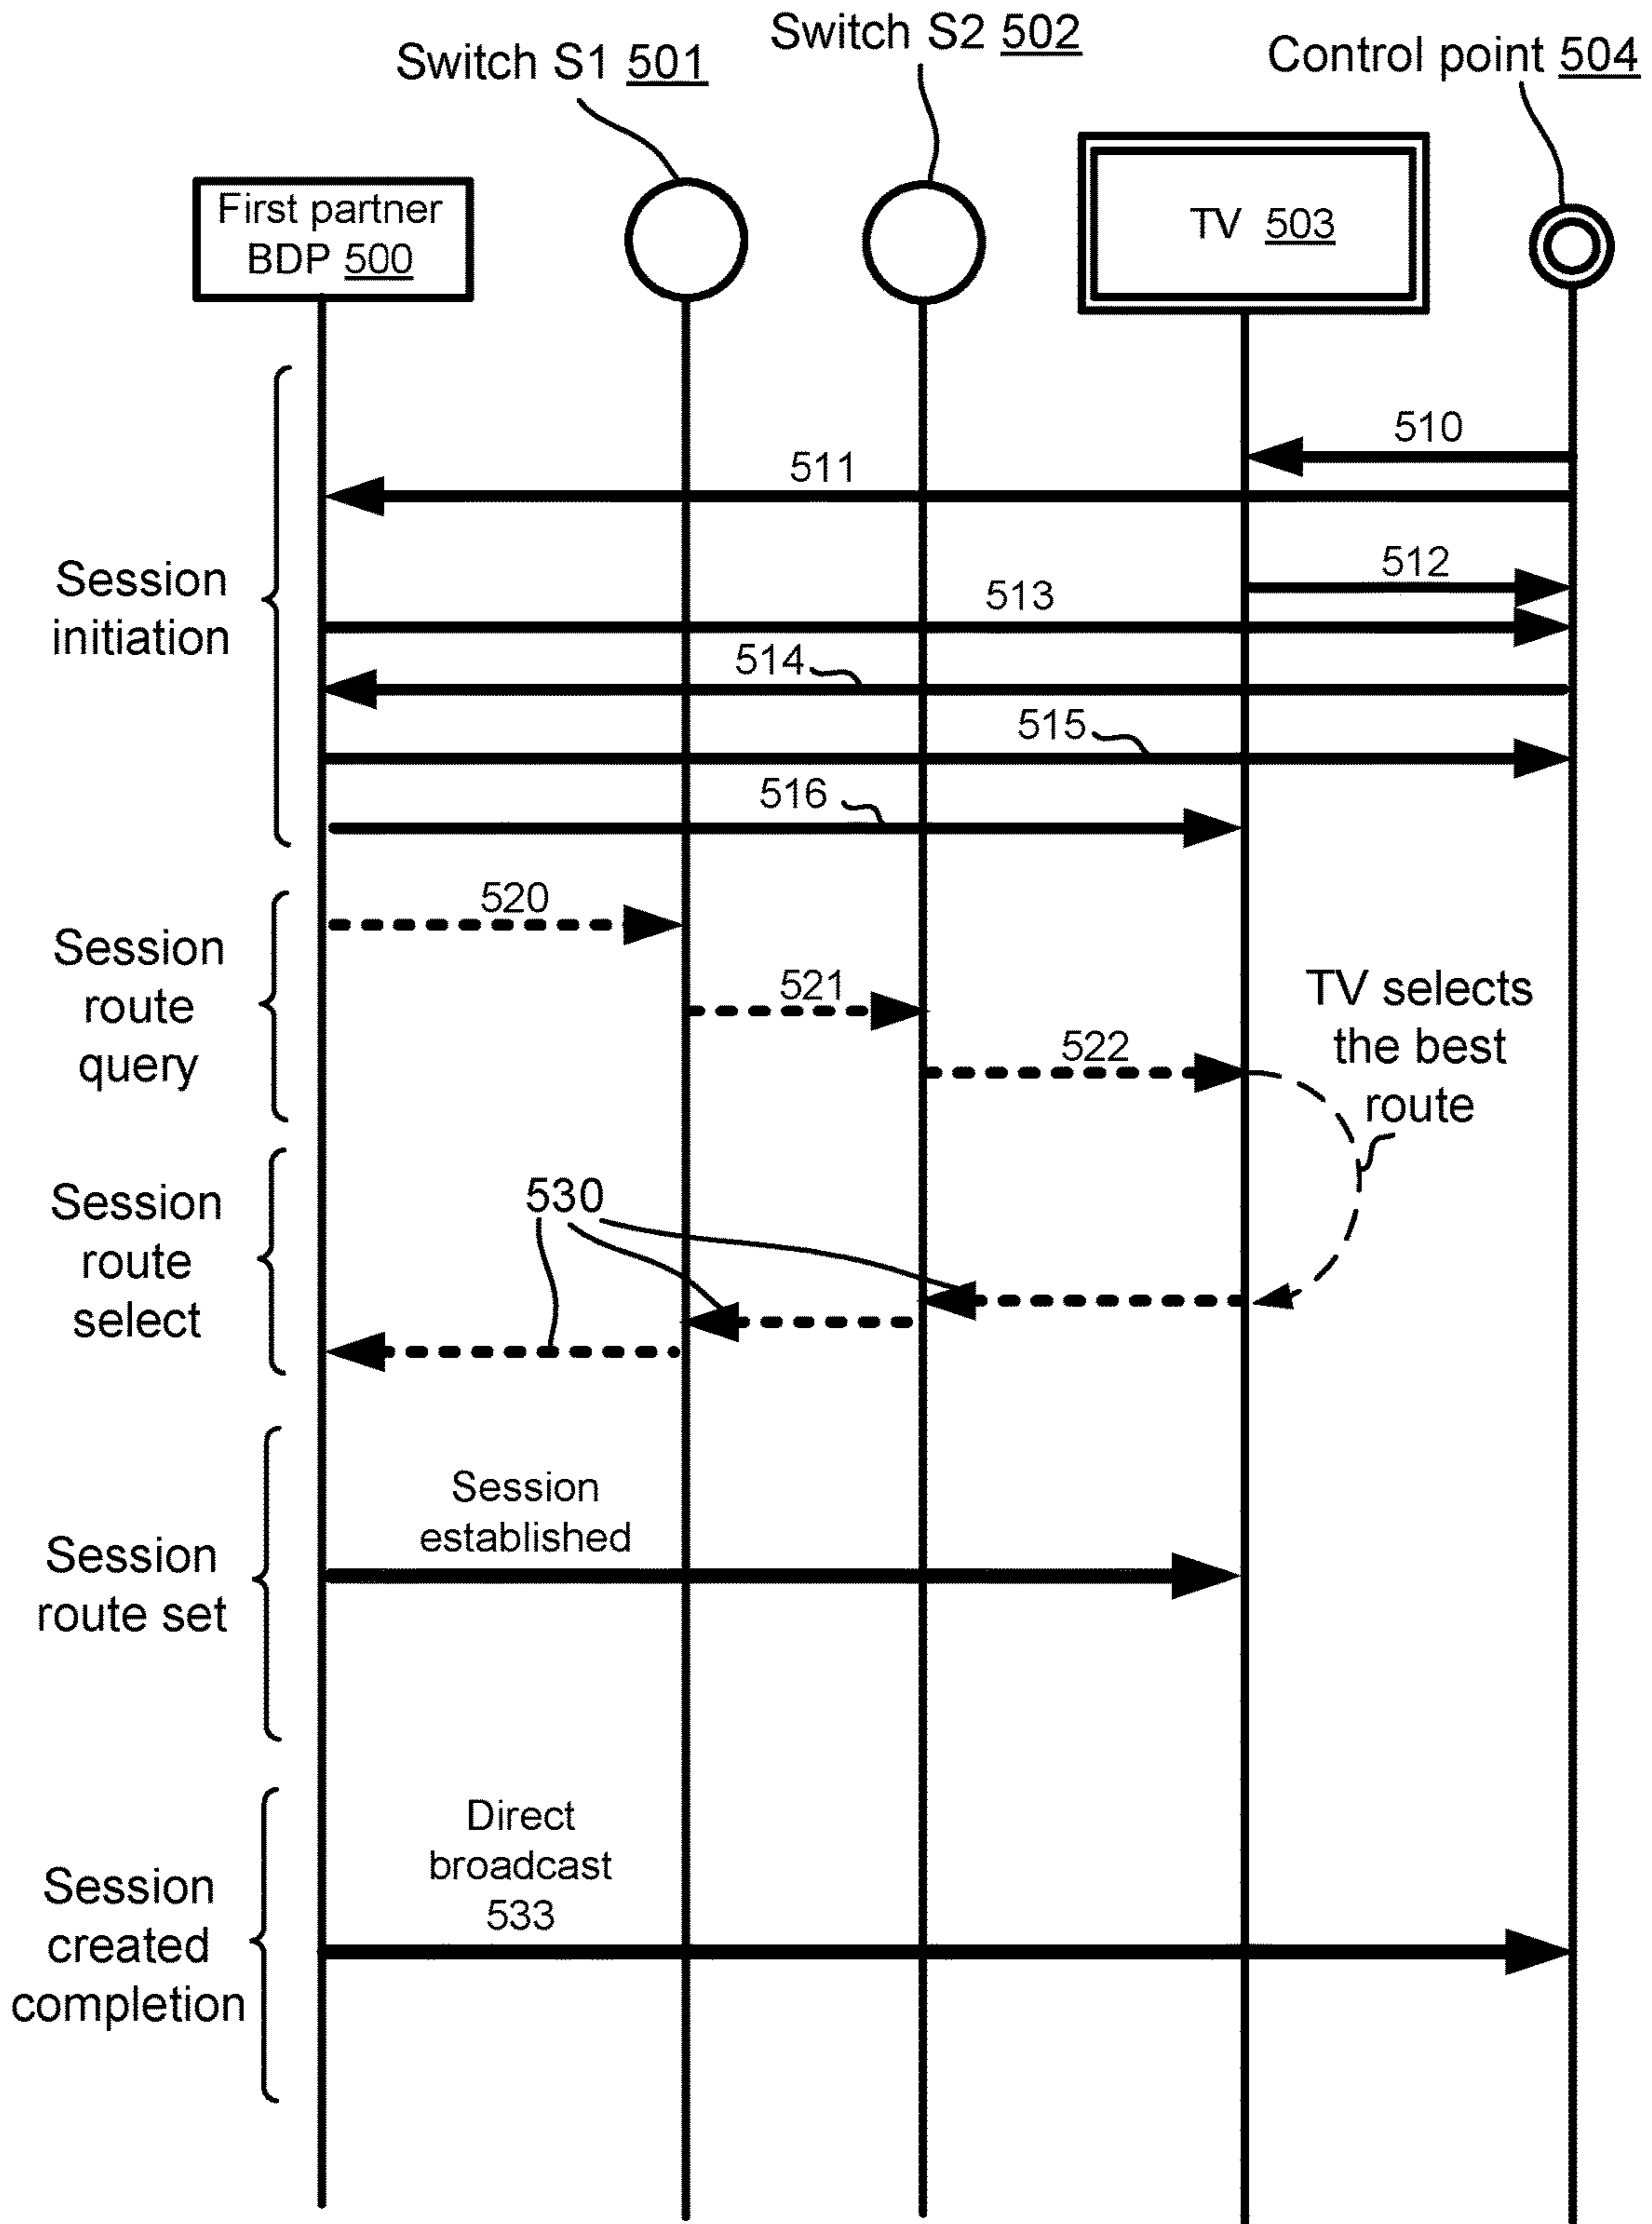 Switch S1 501
Switch S2 502
Control point 504
First partner
BDP 500
TV 503
510
511
512
513
Session
initiation
514
515
516
520
Session
route
query
521
522
TV selects
the best
route
530
Session
route
select
Session
established
Session
route set
Direct
broadcast
533
Session
created
completion